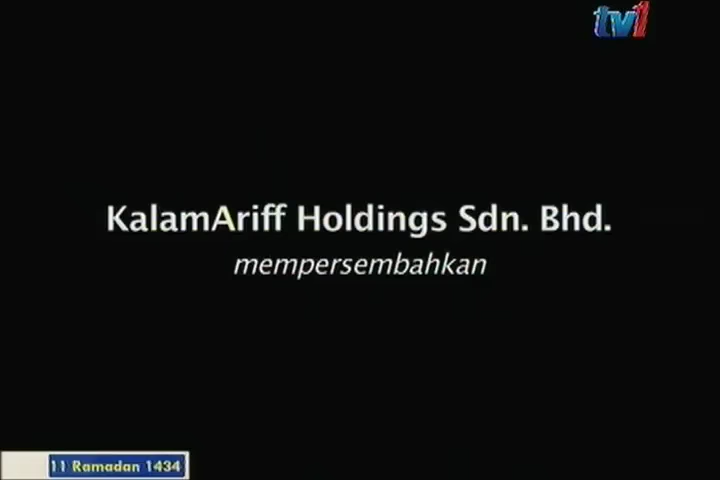 tv1
KalamAriff Holdings Sdn. Bhd.
mempersembahkan
11 Ramadan 1434